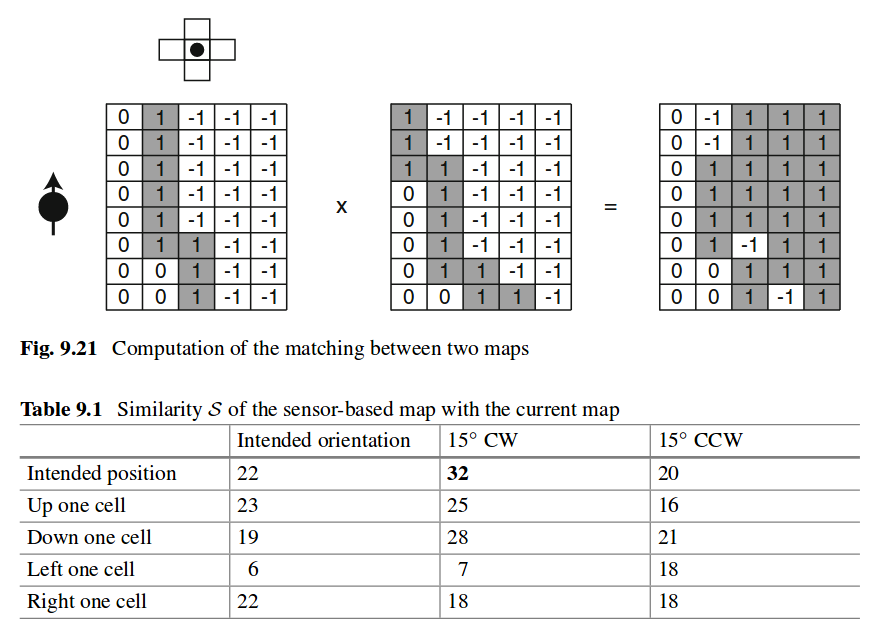 0 1 -1 -1 -1 1 -1 -1 -1 -1 0 -1 1 1 1
0 1 -1 -1 -1 1 -1 -1 -1 -1 0 -1 1 1 1
0 1 -1 -1 -1 1 1 -1 -1 -1 0 1 1 1 1
0 1 -1 -1 -1 x 0 1 -1 -1 -1 = 0 1 1 1 1
0 1 -1 -1 -1 0 1 -1 -1 -1 0 1 1 1 1
0 1 1 -1 -1 0 1 -1 -1 -1 0 1 -1 1 1
0 0 1 -1 -1 0 1 1 -1 -1 0 0 1 1 1
0 0 1 -1 -1 0 0 1 1 -1 0 0 1 -1 1
Fig. 9.21 Computation of the matching between two maps
Table 9.1 Similarity S of the sensor-based map with the current map
Intended orientation 15° CW 15° CCW
Intended position 22 32 20
Up one cell 23 25 16
Down one cell 19 28 21
Left one cell 6 7 18
Right one cell 22 18 18